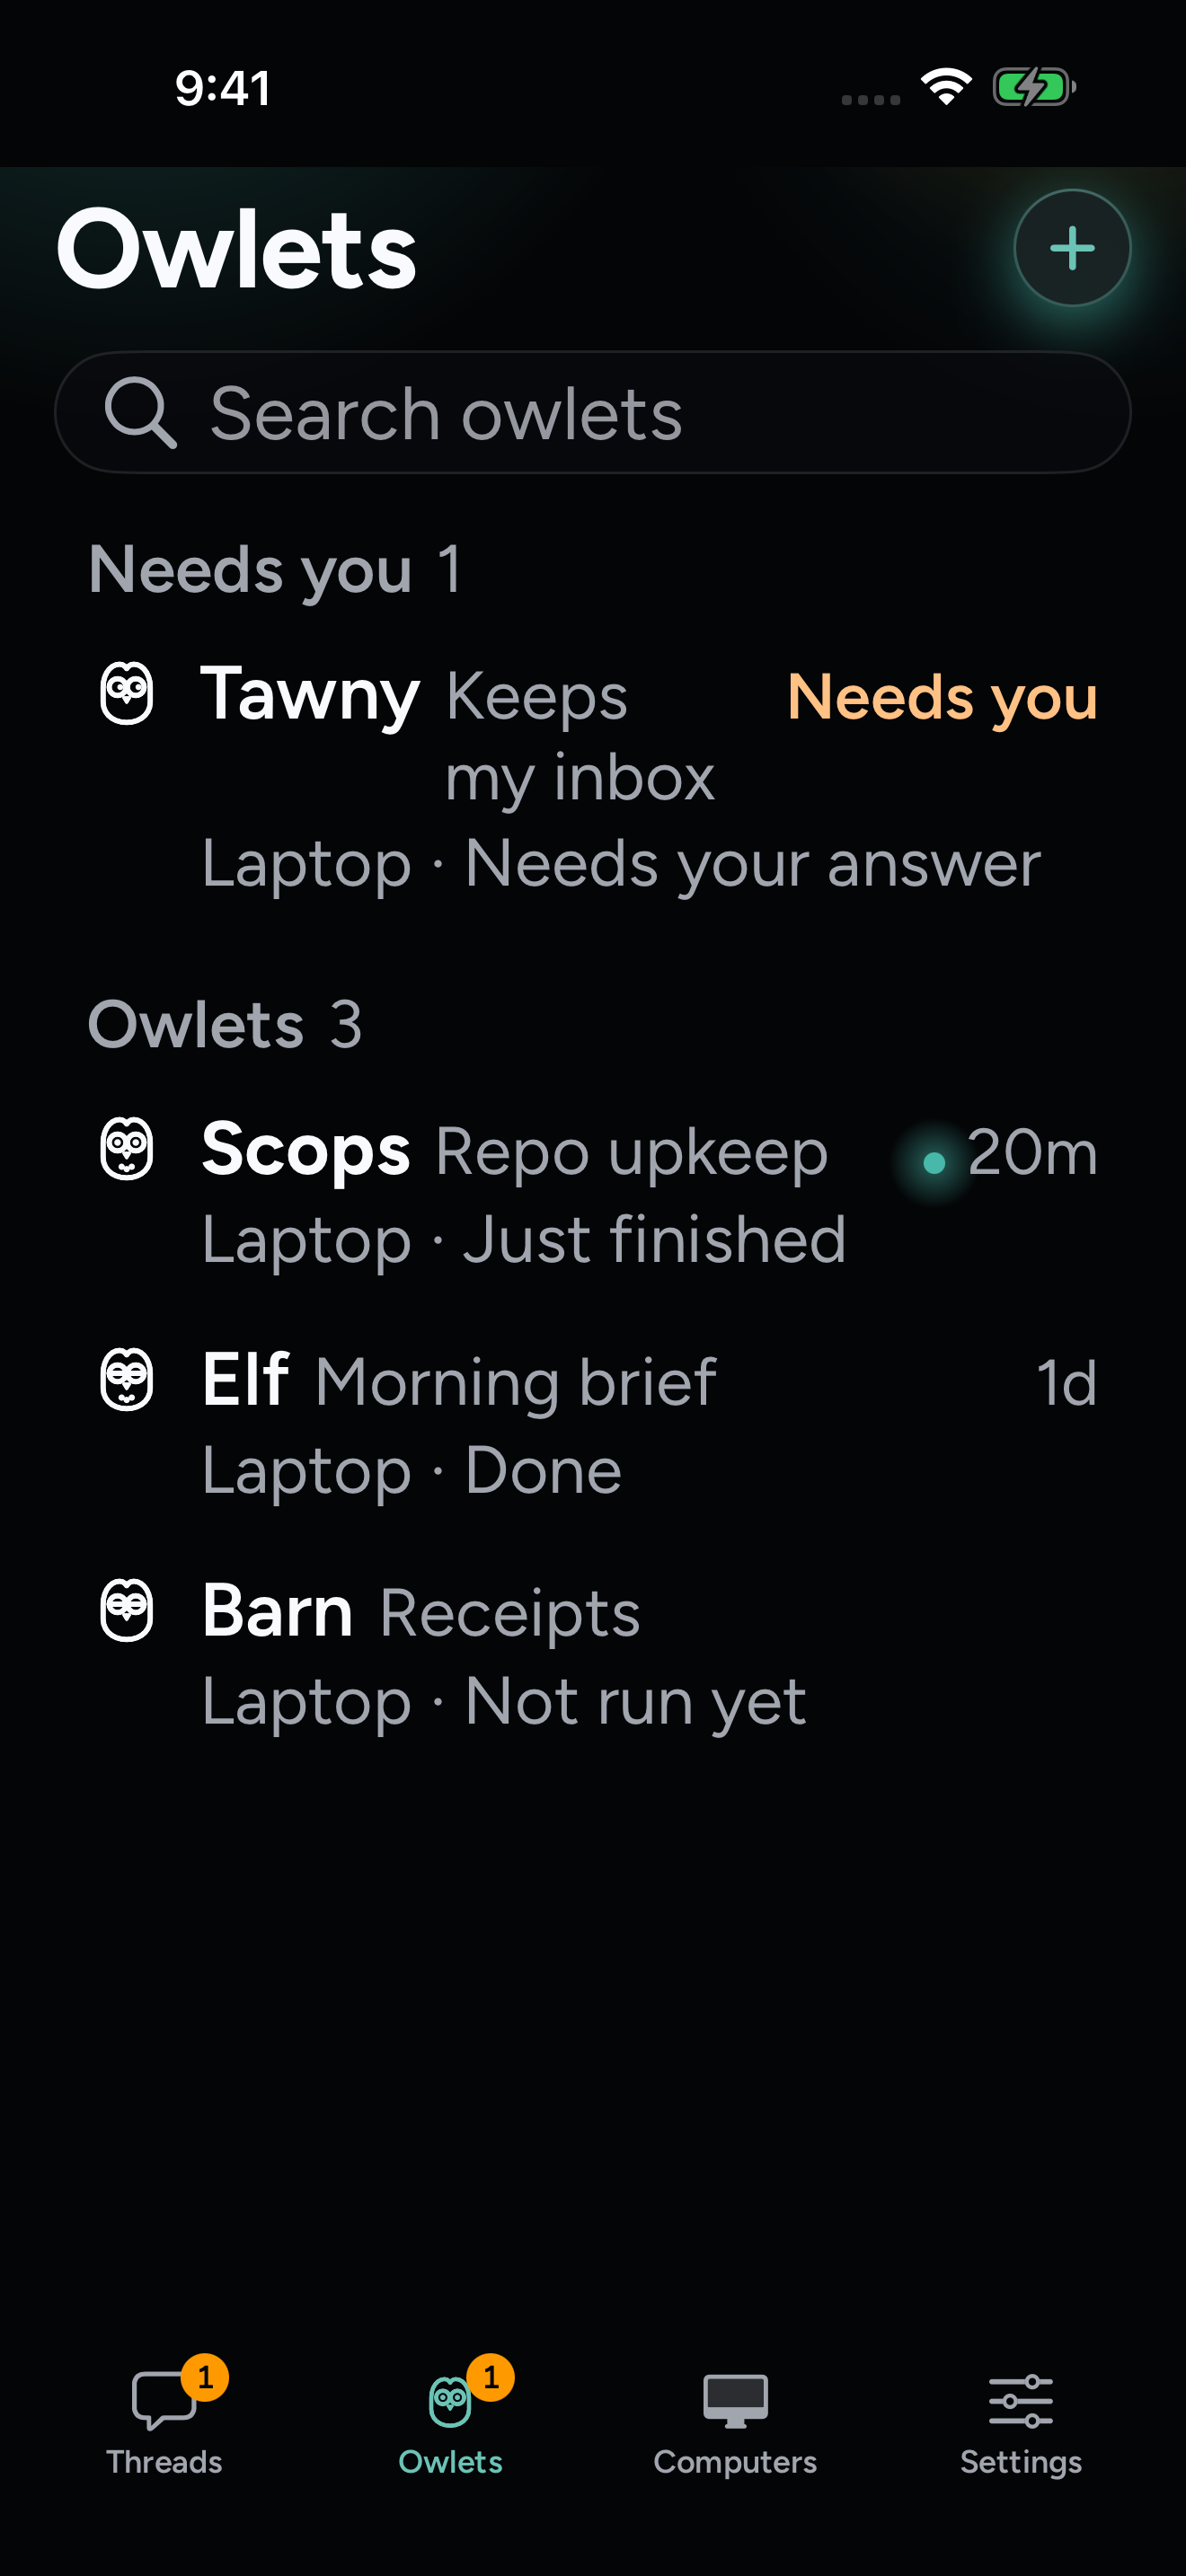 9:41
Owlets
Search owlets
Needs you 1
Tawny Keeps my inbox Needs you
Laptop · Needs your answer
Owlets 3
Scops Repo upkeep 20m
Laptop · Just finished
Elf Morning brief 1d
Laptop · Done
Barn Receipts
Laptop · Not run yet
1 1
Threads Owlets Computers Settings